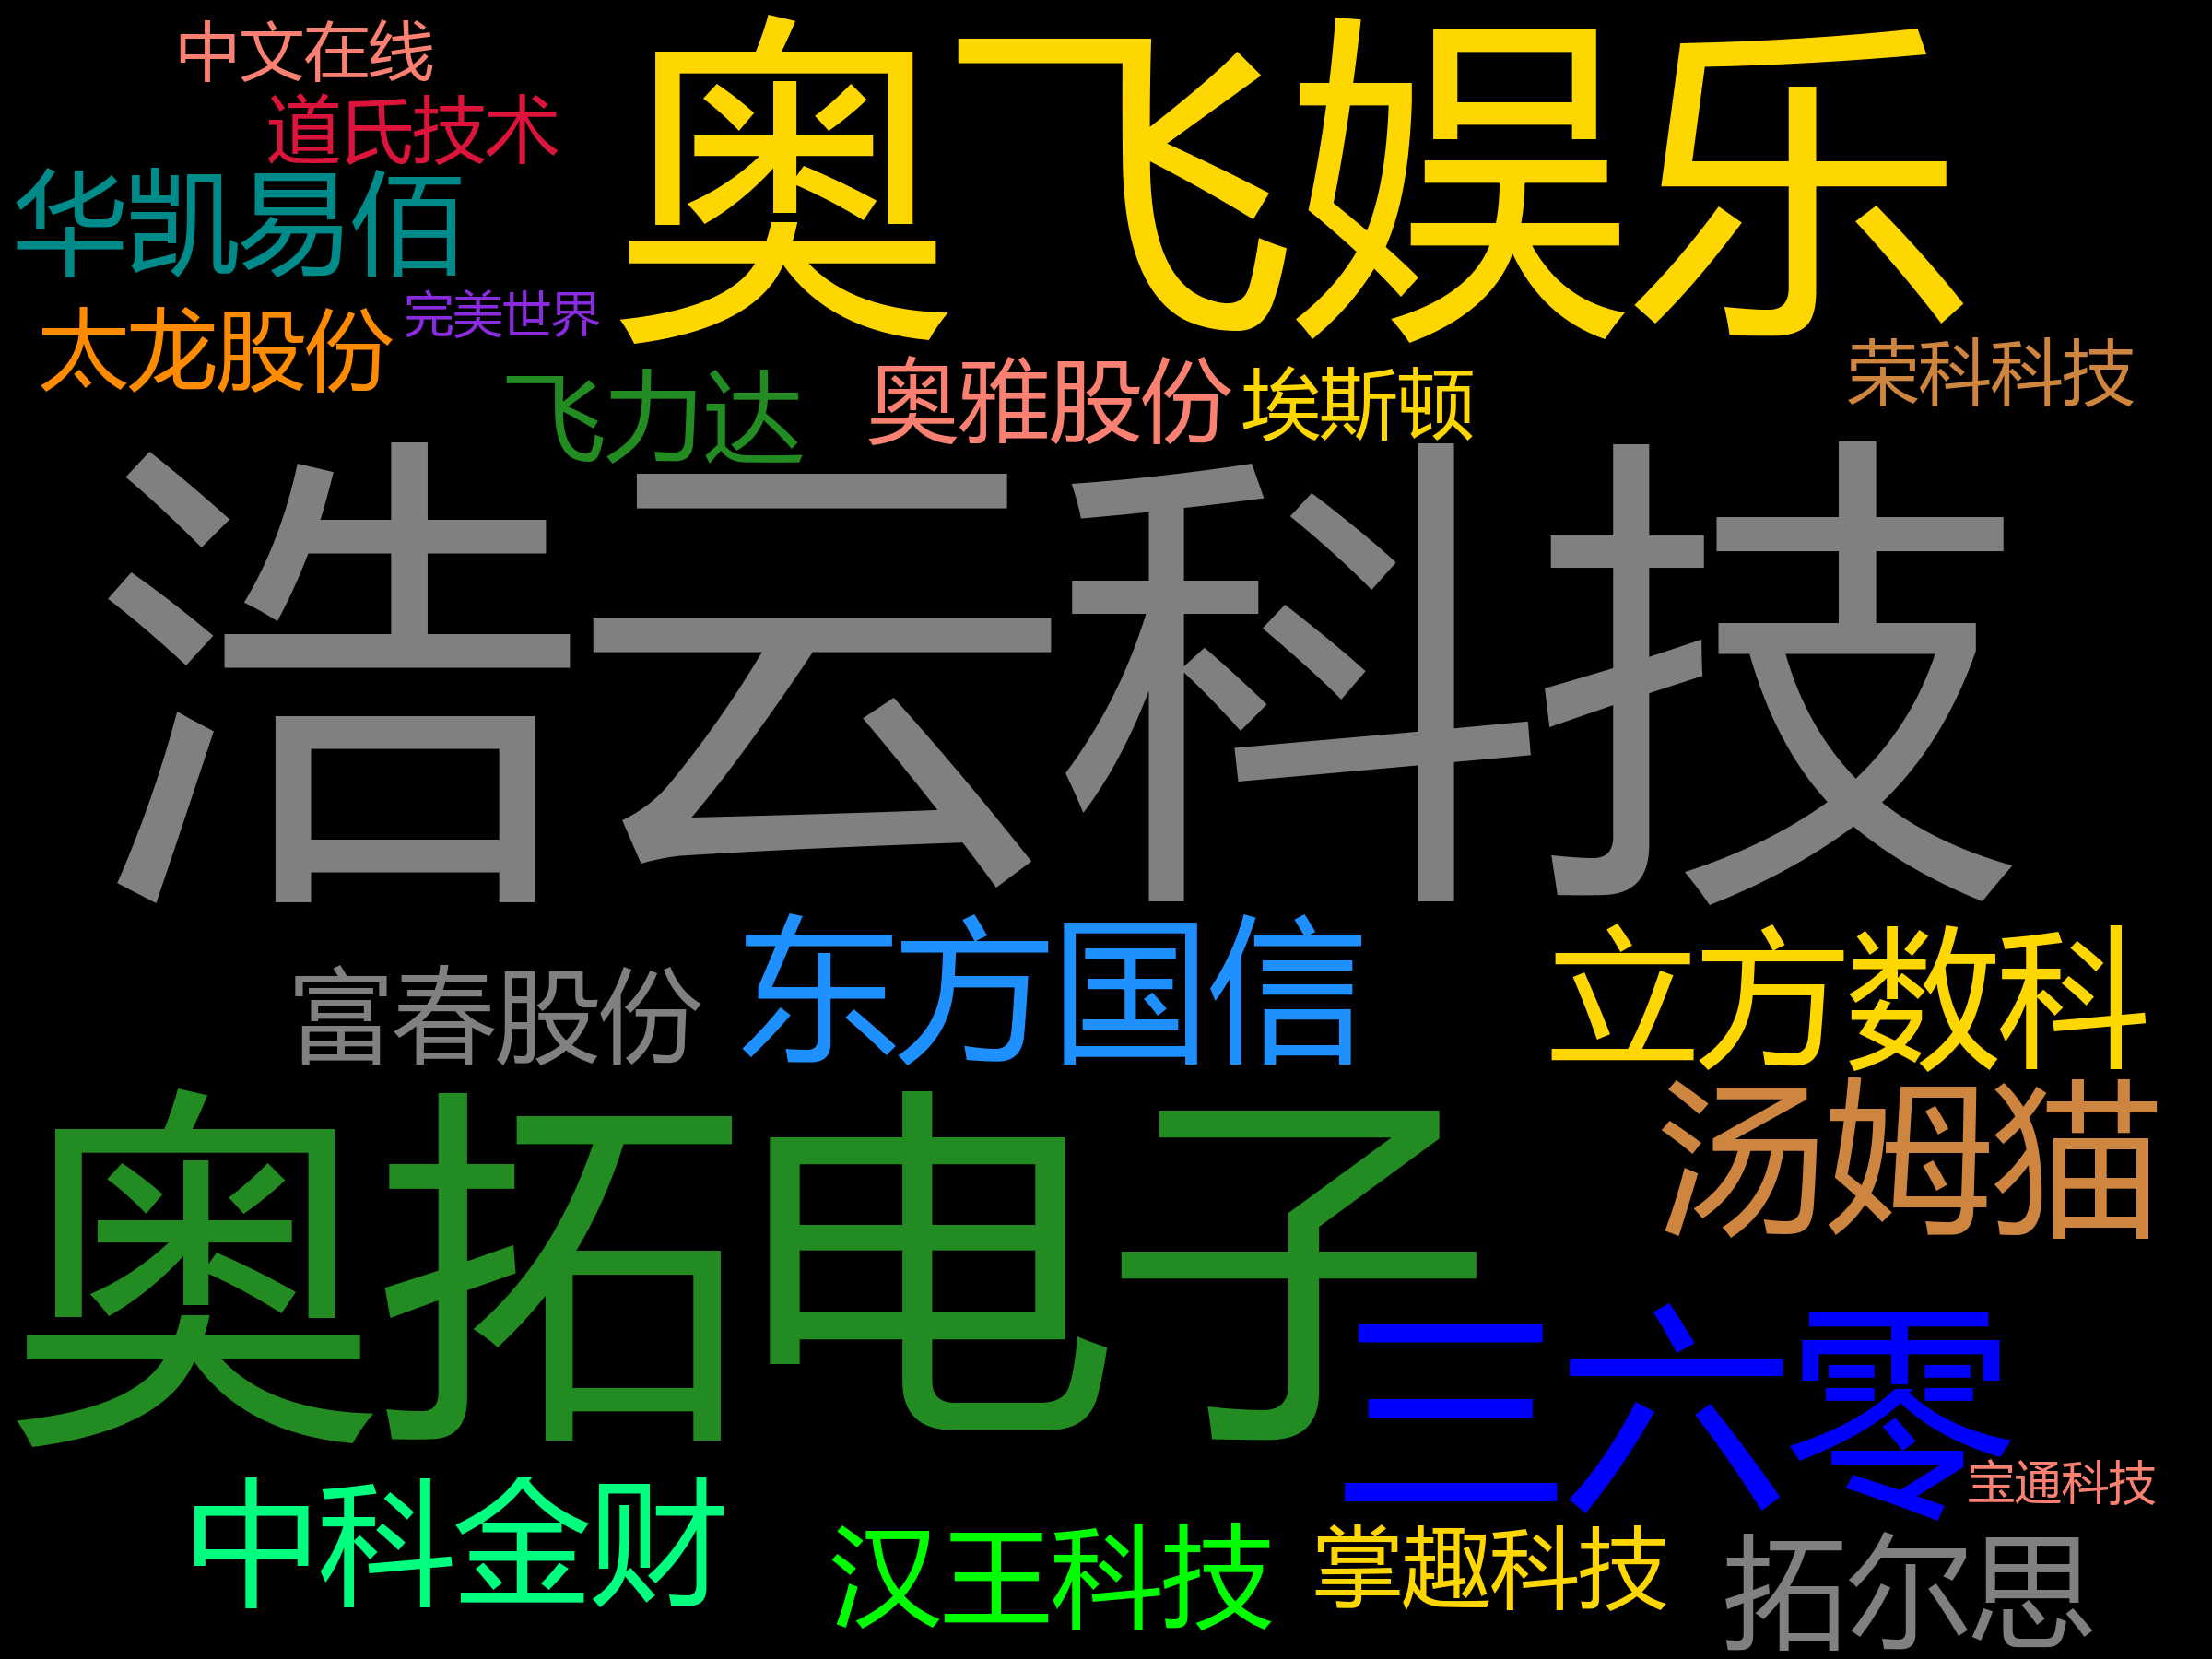 中文在线
奥飞娱乐
道氏技术
华凯易佰
完美世界
太龙股份
荣科科技
飞力达
奥雅股份
埃斯顿
浩云科技
东方国信
立方数科
富春股份
汤姆猫
奥拓电子
三六零
宝通科技
中科金财
汉王科技
掌趣科技
拓尔思